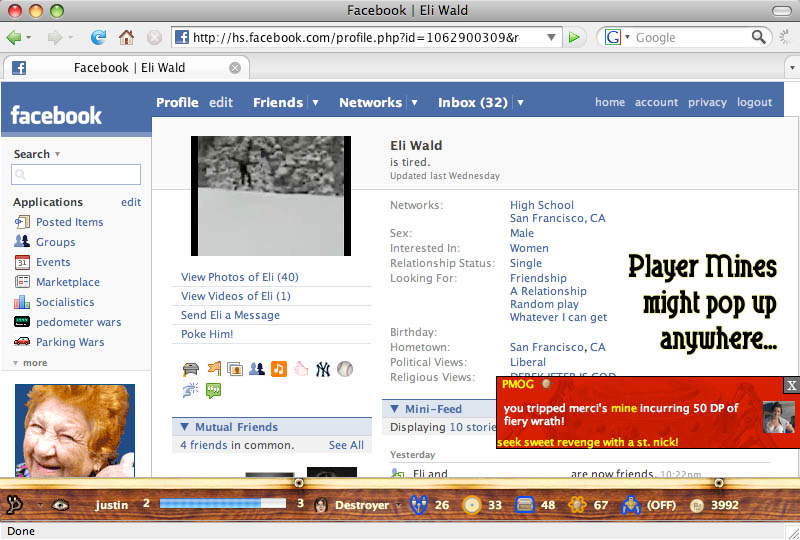 Facebook | Eli Wald
http://hs.facebook.com/profile.php?id=1062900309&r
Google
Facebook | Eli Wald
facebook
Profile edit Friends Networks Inbox (32) home account privacy logout
Search
Applications edit
Posted Items
Groups
Events
Marketplace
Socialistics
pedometer wars
Parking Wars
more
View Photos of Eli (40)
View Videos of Eli (1)
Send Eli a Message
Poke Him!
Mutual Friends
4 friends in common. See All
Eli Wald
is tired.
Updated last Wednesday
Networks: High School
San Francisco, CA
Sex: Male
Interested In: Women
Relationship Status: Single
Looking For: Friendship
A Relationship
Random play
Whatever I can get
Birthday:
Hometown: San Francisco, CA
Political Views: Liberal
Religious Views: DEREK JETER IS GOD
Mini-Feed
Displaying 10 storie
Yesterday
Eli and are now friends. 10:22pm
Player Mines
might pop up
anywhere...
PMOG X
you tripped merci's mine incurring 50 DP of
fiery wrath!
seek sweet revenge with a st. nick!
justin 2 3 Destroyer 26 33 48 67 (OFF) 3992
Done